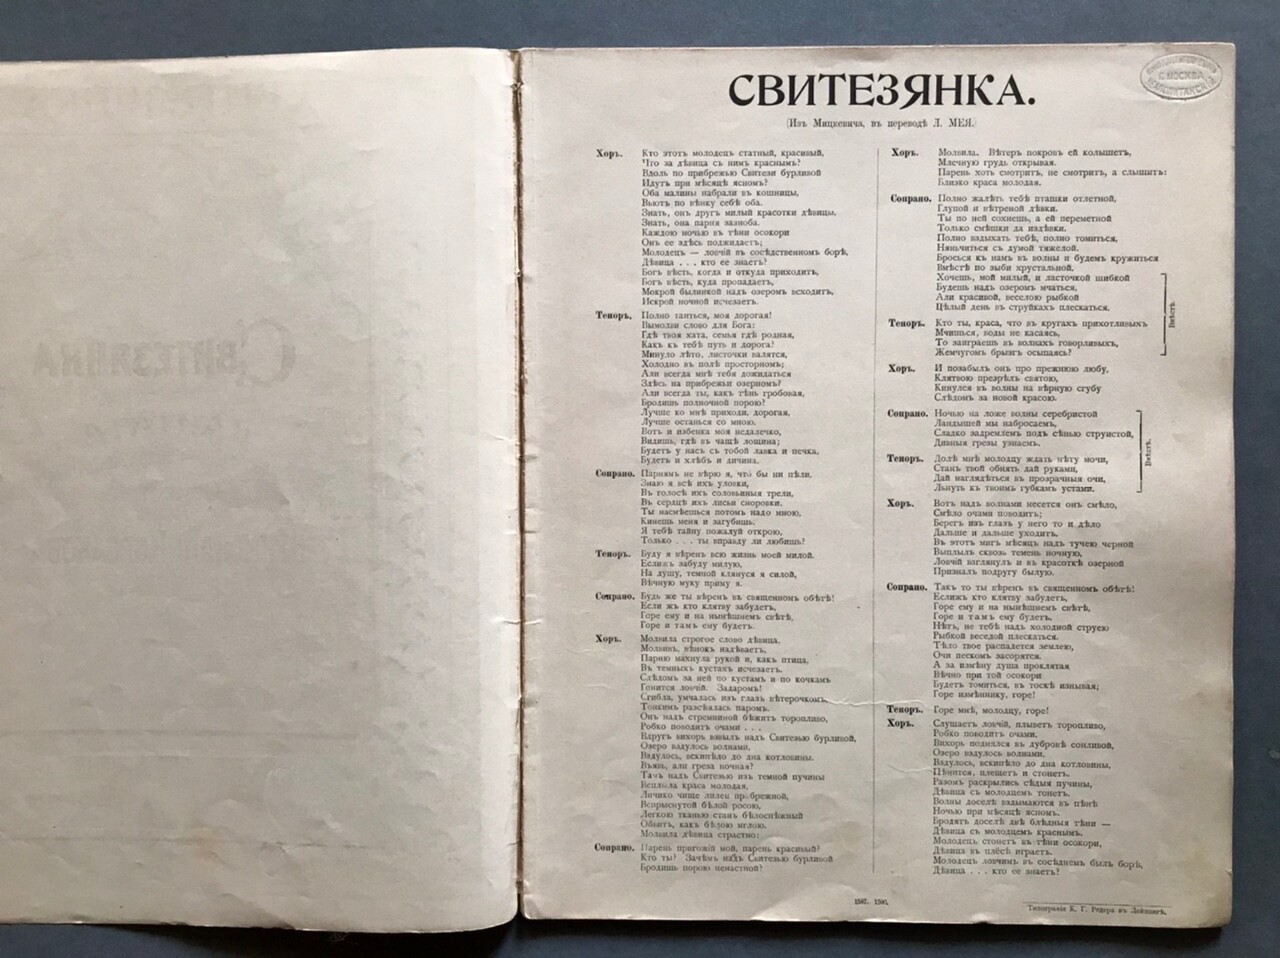 СВИТЕЗЯНКА.
(Изъ Мицкевича, въ переводѣ Л. МЕЯ.)
Хоръ. Кто этотъ молодецъ статный, красивый,
Что за дѣвица съ нимъ краснымъ?
Вдоль по прибрежью Свитези бурливой
Идутъ при мѣсяцѣ ясномъ?
Оба малины набрали въ кошницы,
Вьютъ по вѣнку себѣ оба.
Знать, онъ другъ милый красотки дѣвицы,
Знать, она парня зазноба.
Каждою ночью въ тѣни осокори
Онъ ее здѣсь поджидаетъ;
Молодецъ — ловчій въ сосѣдственномъ борѣ,
Дѣвица . . . кто ее знаетъ?
Богъ вѣсть, когда и откуда приходитъ,
Богъ вѣсть, куда пропадаетъ,
Мокрой былинкой надъ озеромъ всходитъ,
Искрой ночной исчезаетъ.
Теноръ. Полно таиться, моя дорогая!
Вымолви слово для Бога:
Гдѣ твоя хата, семья гдѣ родная,
Какъ къ тебѣ путь и дорога?
Минуло лѣто, листочки валятся,
Холодно въ полѣ просторномъ;
Али всегда мнѣ тебя дожидаться
Здѣсь на прибрежьи озерномъ?
Али всегда ты, какъ тѣнь гробовая,
Бродишь полночной порою?
Лучше ко мнѣ приходи, дорогая,
Лучше останься со мною.
Вотъ и избенка моя недалечко,
Видишь, гдѣ въ чащѣ лощина;
Будетъ у насъ съ тобой лавка и печка,
Будетъ и хлѣбъ и дичина.
Сопрано. Парнямъ не вѣрю я, что бы ни пѣли,
Знаю я всѣ ихъ уловки,
Въ голосѣ ихъ соловьиныя трели,
Въ сердцѣ ихъ лисьи сноровки.
Ты насмѣешься потомъ надо мною,
Кинешь меня и загубишь.
Я тебѣ тайну пожалуй открою,
Только . . . ты вправду ли любишь?
Теноръ. Буду я вѣренъ всю жизнь моей милой.
Еслижъ забуду милую,
На душу, темной клянуся я силой,
Вѣчную муку приму я.
Сопрано. Будь же ты вѣренъ въ священномъ обѣтѣ!
Если жъ кто клятву забудетъ,
Горе ему и на нынѣшнемъ свѣтѣ,
Горе и тамъ ему будетъ.
Хоръ. Молвила строгое слово дѣвица,
Молвивъ, вѣнокъ надѣваетъ,
Парню махнула рукой и, какъ птица,
Въ темныхъ кустахъ исчезаетъ.
Слѣдомъ за ней по кустамъ и по кочкамъ
Гонится ловчій. Задаромъ!
Сгибла, умчалась изъ глазъ вѣтерочкомъ,
Тонкимъ разсѣялась паромъ.
Онъ надъ стремниной бѣжитъ торопливо,
Робко поводитъ очами . . .
Вдругъ вихорь взвылъ надъ Свитезью бурливой,
Озеро вздулось волнами,
Вздулось, вскипѣло до дна котловины.
Въявь, али греза ночная?
Тамъ надъ Свитезью изъ темной пучины
Всплыла краса молодая.
Личико чище лилеи прибрежной,
Вспрыснутой бѣлой росою,
Легкою тканью станъ бѣлоснѣжный
Обвитъ, какъ бѣлою мглою.
Молвила дѣвица страстно:
Сопрано. Парень пригожій мой, парень красивый?
Кто ты? Зачѣмъ надъ Свитезью бурливой
Бродишь порою ненастной?
Хоръ. Молвила. Вѣтеръ покровъ ей колышетъ,
Млечную грудь открывая.
Парень хоть смотритъ, не смотритъ, а слышитъ:
Близко краса молодая.
Сопрано. Полно жалѣть тебѣ пташки отлетной,
Глупой и вѣтреной дѣвки.
Ты по ней сохнешь, а ей переметной
Только смѣшки да издѣвки.
Полно вздыхать тебѣ, полно томиться,
Няньчиться съ думой тяжелой.
Бросься къ намъ въ волны и будемъ кружиться
Вмѣстѣ по зыби хрустальной.
Хочешь, мой милый, и ласточкой шибкой
Будешь надъ озеромъ мчаться,
Али красивой, веселою рыбкой
Цѣлый день въ струйкахъ плескаться.
Теноръ. Кто ты, краса, что въ кругахъ прихотливыхъ
Мчишься, воды не касаясь,
То заиграешь въ волнахъ говорливыхъ,
Жемчугомъ брызгъ осыпаясь?
Вмѣстѣ.
Хоръ. И позабылъ онъ про прежнюю любу,
Клятвою презрѣлъ святою,
Кинулся въ волны на вѣрную сгубу
Слѣдомъ за новой красою.
Сопрано. Ночью на ложе волны серебристой
Ландышей мы набросаемъ,
Сладко задремлемъ подъ сѣнью струистой,
Дивныя грезы узнаемъ.
Теноръ. Долѣ мнѣ молодцу ждать нѣту мочи,
Станъ твой обнять дай руками,
Дай наглядѣться въ прозрачныя очи,
Льнуть къ твоимъ губкамъ устами.
Вмѣстѣ.
Хоръ. Вотъ надъ волнами несется онъ смѣло,
Смѣло очами поводитъ;
Берегъ изъ глазъ у него то и дѣло
Дальше и дальше уходитъ.
Въ этотъ мигъ мѣсяцъ надъ тучею черной
Выплылъ сквозь темень ночную,
Ловчій взглянулъ и въ красоткѣ озерной
Призналъ подругу былую.
Сопрано. Такъ то ты вѣренъ въ священномъ обѣтѣ!
Еслижъ кто клятву забудетъ,
Горе ему и на нынѣшнемъ свѣтѣ,
Горе и тамъ ему будетъ.
Нѣтъ, не тебѣ надъ холодной струею
Рыбкой веселой плескаться.
Тѣло твое распадется землею,
Очи пескомъ засорятся.
А за измѣну душа проклятая
Вѣчно при той осокори
Будетъ томиться, въ тоскѣ изнывая;
Горе измѣннику, горе!
Теноръ. Горе мнѣ, молодцу, горе!
Хоръ. Слушаетъ ловчій, плыветъ торопливо,
Робко поводитъ очами.
Вихорь поднялся въ дубровѣ сонливой,
Озеро вздулось волнами.
Вздулось, вскипѣло до дна котловины,
Пѣнится, плещетъ и стонетъ.
Разомъ раскрылись сѣдыя пучины,
Дѣвица съ молодцемъ тонетъ.
Волны доселѣ вздымаются въ пѣнѣ
Ночью при мѣсяцѣ ясномъ.
Бродятъ доселѣ двѣ блѣдныя тѣни —
Дѣвица съ молодцемъ краснымъ.
Молодецъ стонетъ въ тѣни осокори,
Дѣвица въ плёсѣ играетъ.
Молодецъ ловчимъ въ сосѣднемъ былъ борѣ,
Дѣвица . . . кто ее знаетъ?
1587. 1590.
Типографія К. Г. Редера въ Лейпцигѣ.
Г. МОСКВА
СВИТЕЗЯНК